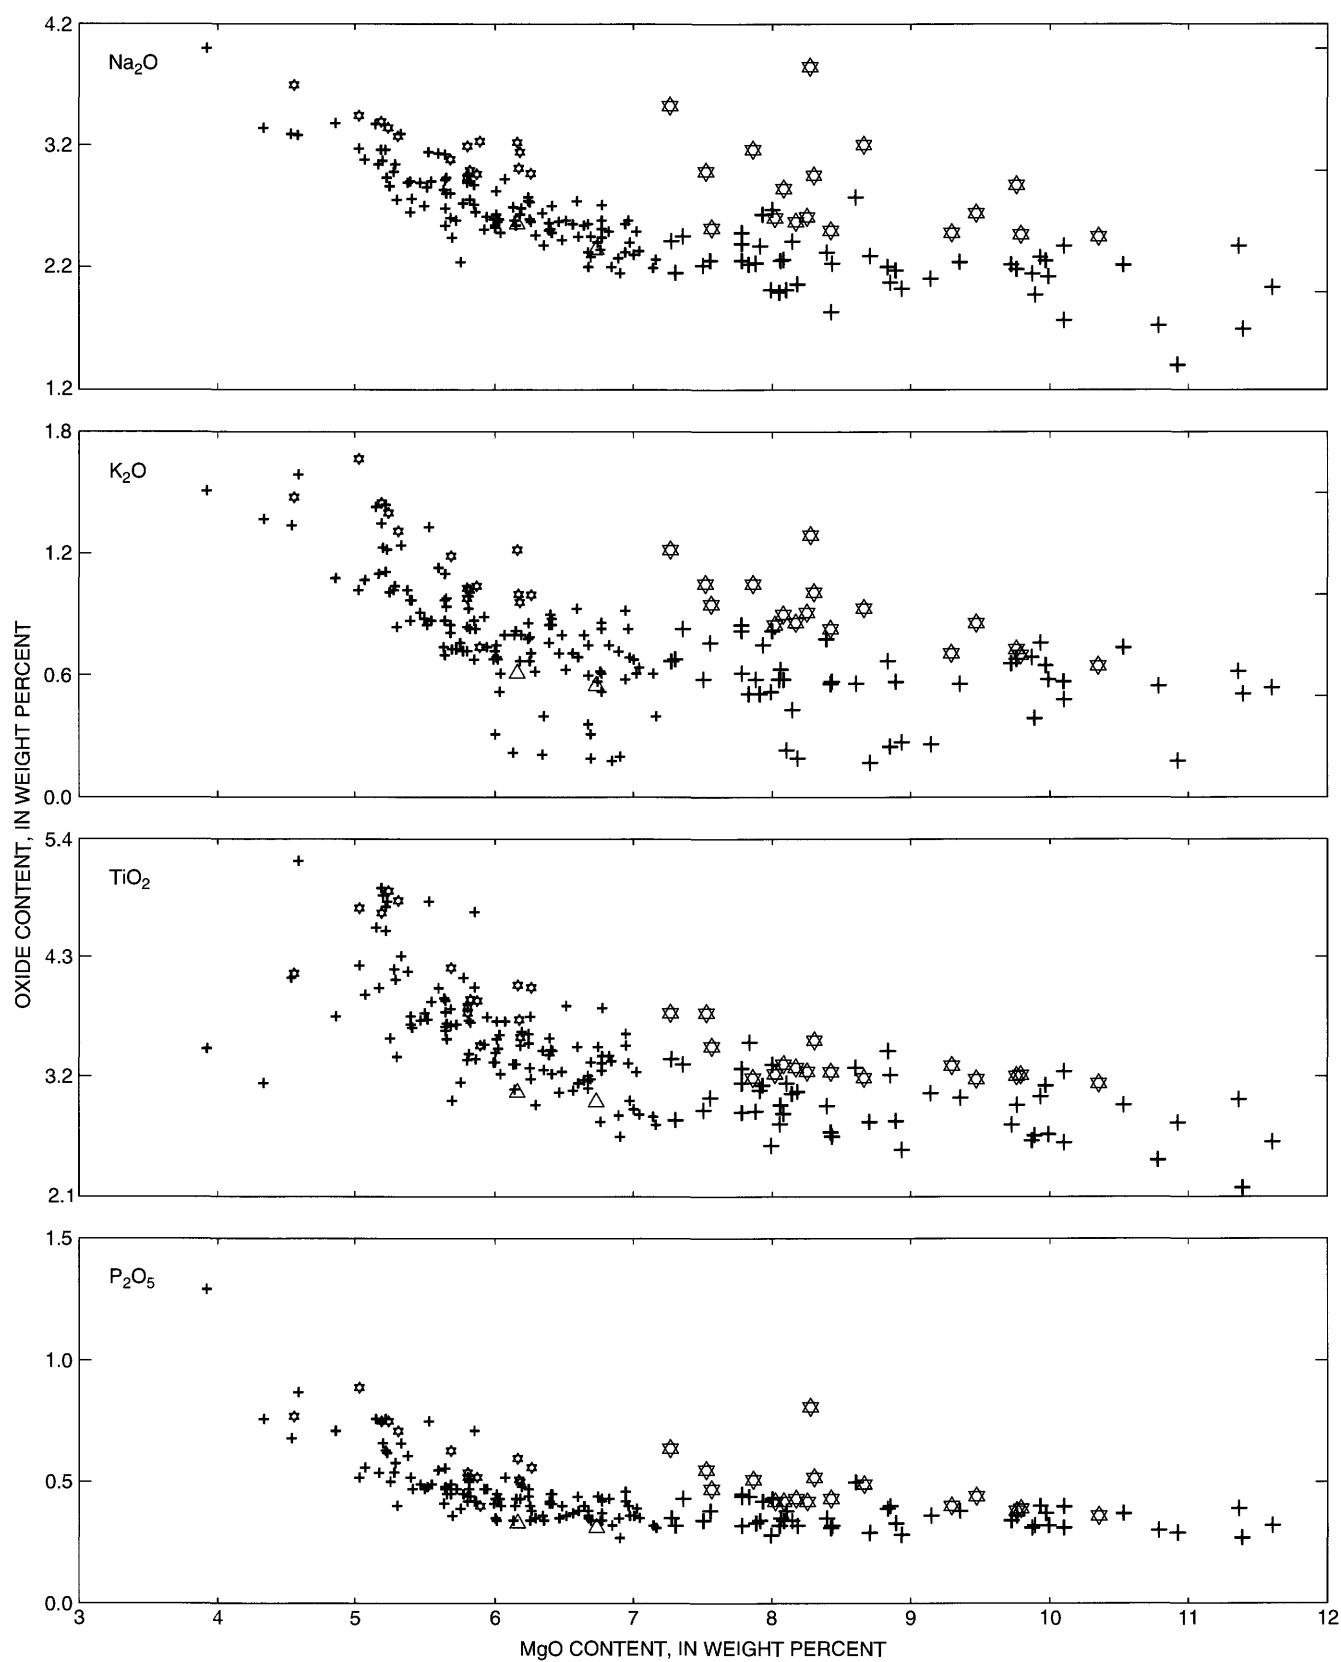 OXIDE CONTENT, IN WEIGHT PERCENT
4.2
Na₂O
3.2
2.2
1.2
1.8
K₂O
1.2
0.6
0.0
5.4
TiO₂
4.3
3.2
2.1
1.5
P₂O₅
1.0
0.5
0.0
3 4 5 6 7 8 9 10 11 12
MgO CONTENT, IN WEIGHT PERCENT